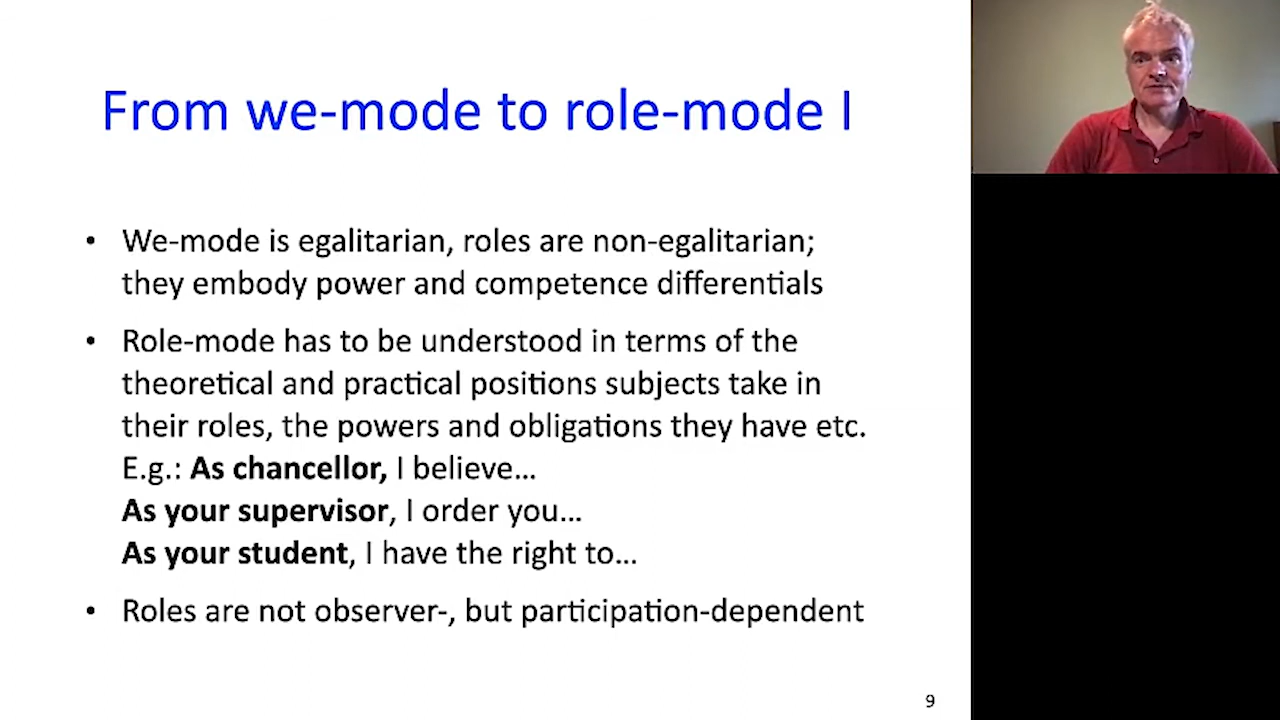 From we-mode to role-mode I
• We-mode is egalitarian, roles are non-egalitarian;
they embody power and competence differentials
• Role-mode has to be understood in terms of the
theoretical and practical positions subjects take in
their roles, the powers and obligations they have etc.
E.g.: As chancellor, I believe…
As your supervisor, I order you…
As your student, I have the right to…
• Roles are not observer-, but participation-dependent
9